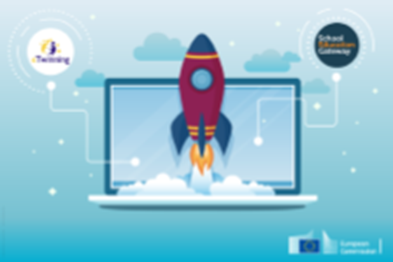 eTwinning
School
Education
Gateway
European
Commission